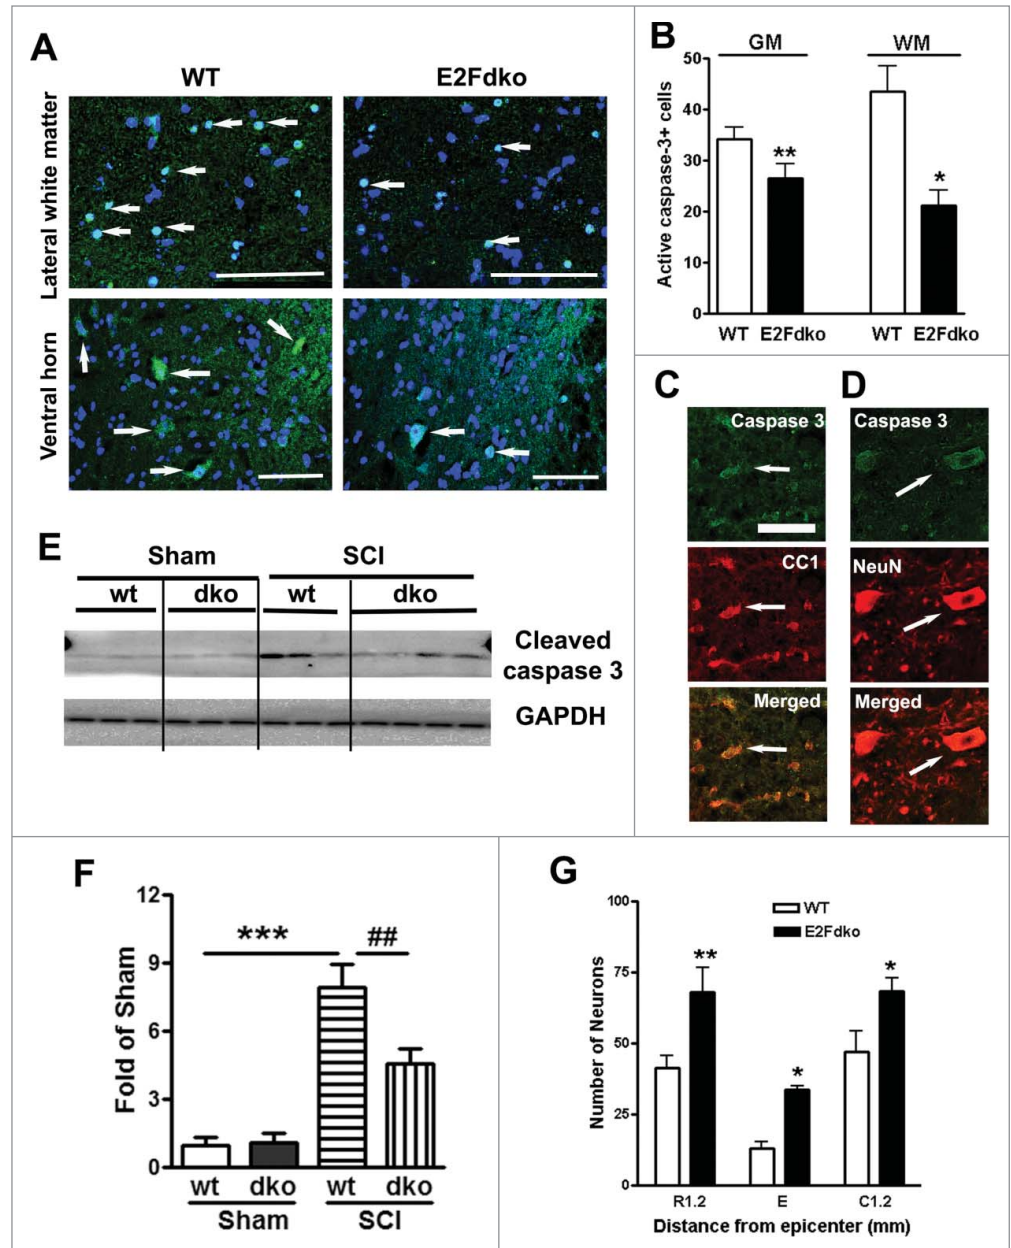 A
WT
E2Fdko
Lateral white matter
Ventral horn
B
GM
WM
Active caspase-3+ cells
50
40
30
20
10
0
**
*
WT
E2Fdko
WT
E2Fdko
C
D
Caspase 3
Caspase 3
CC1
NeuN
Merged
Merged
E
Sham
SCI
wt
dko
wt
dko
Cleaved
caspase 3
GAPDH
F
Fold of Sham
12
9
6
3
0
***
##
wt
dko
wt
dko
Sham
SCI
G
WT
E2Fdko
Number of Neurons
100
75
50
25
0
**
*
*
R1.2
E
C1.2
Distance from epicenter (mm)